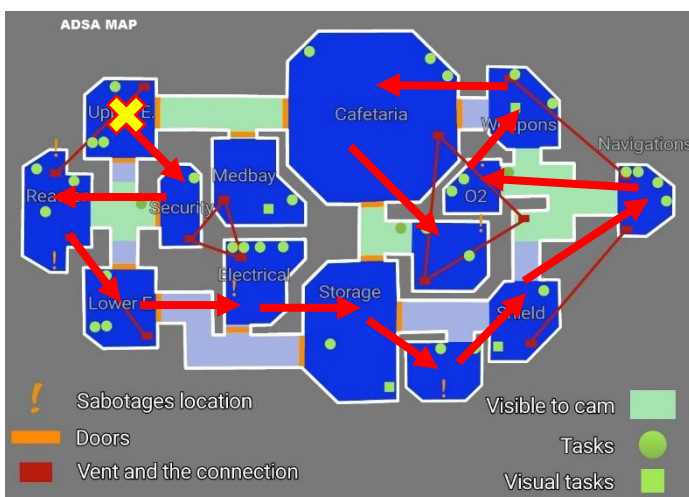 ADSA MAP
Cafetaria
Weapons
Navigations
Medbay
O2
Security
Electrical
Storage
Lower E
Shield
Sabotages location
Doors
Vent and the connection
Visible to cam
Tasks
Visual tasks